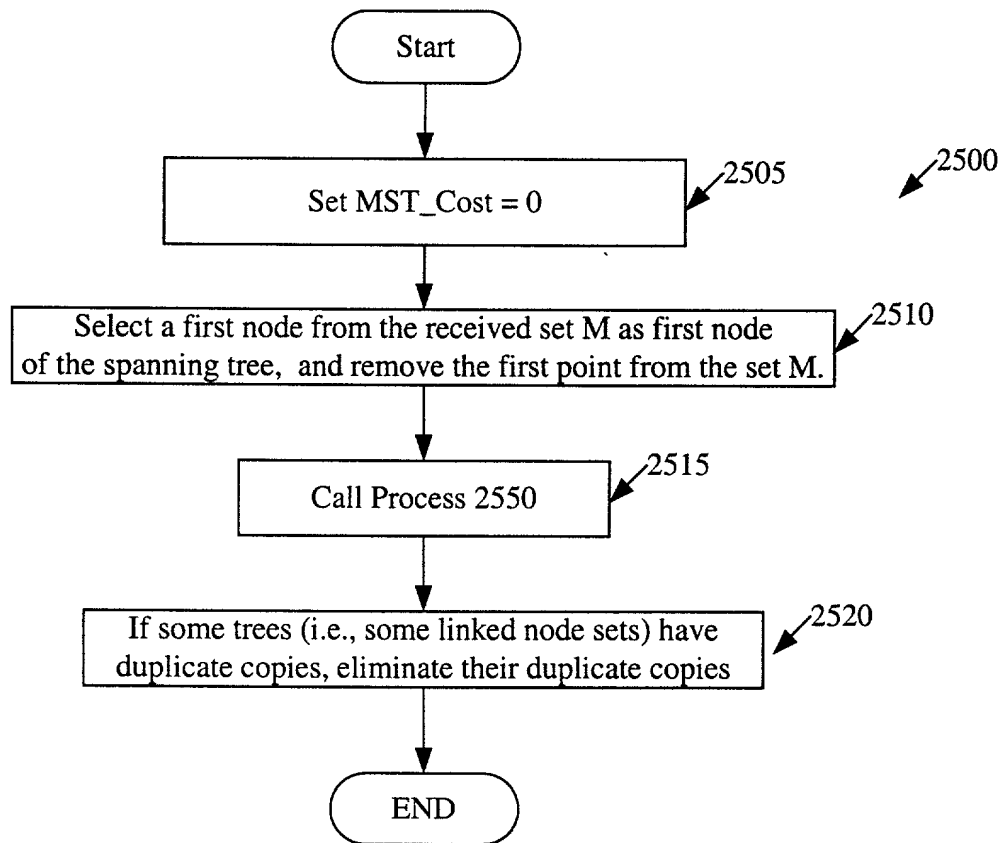 Start
2500
2505
Set MST_Cost = 0
2510
Select a first node from the received set M as first node
of the spanning tree, and remove the first point from the set M.
2515
Call Process 2550
2520
If some trees (i.e., some linked node sets) have
duplicate copies, eliminate their duplicate copies
END